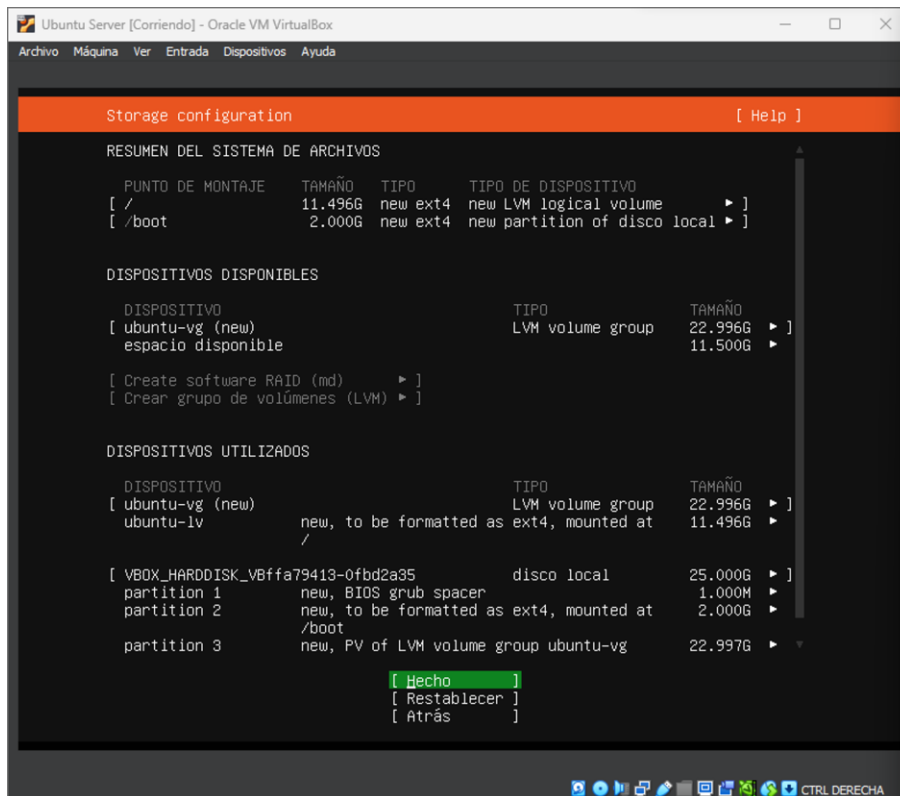 Ubuntu Server [Corriendo] - Oracle VM VirtualBox
Archivo Máquina Ver Entrada Dispositivos Ayuda
Storage configuration [ Help ]
RESUMEN DEL SISTEMA DE ARCHIVOS
PUNTO DE MONTAJE TAMAÑO TIPO TIPO DE DISPOSITIVO
[ / 11.496G new ext4 new LVM logical volume ▸ ]
[ /boot 2.000G new ext4 new partition of disco local ▸ ]
DISPOSITIVOS DISPONIBLES
DISPOSITIVO TIPO TAMAÑO
[ ubuntu-vg (new) LVM volume group 22.996G ▸ ]
espacio disponible 11.500G ▸
[ Create software RAID (md) ▸ ]
[ Crear grupo de volúmenes (LVM) ▸ ]
DISPOSITIVOS UTILIZADOS
DISPOSITIVO TIPO TAMAÑO
[ ubuntu-vg (new) LVM volume group 22.996G ▸ ]
ubuntu-lv new, to be formatted as ext4, mounted at 11.496G ▸
/
[ VBOX_HARDDISK_VBffa79413-0fbd2a35 disco local 25.000G ▸ ]
partition 1 new, BIOS grub spacer 1.000M ▸
partition 2 new, to be formatted as ext4, mounted at 2.000G ▸
/boot
partition 3 new, PV of LVM volume group ubuntu-vg 22.997G ▸
[ Hecho ]
[ Restablecer ]
[ Atrás ]
CTRL DERECHA